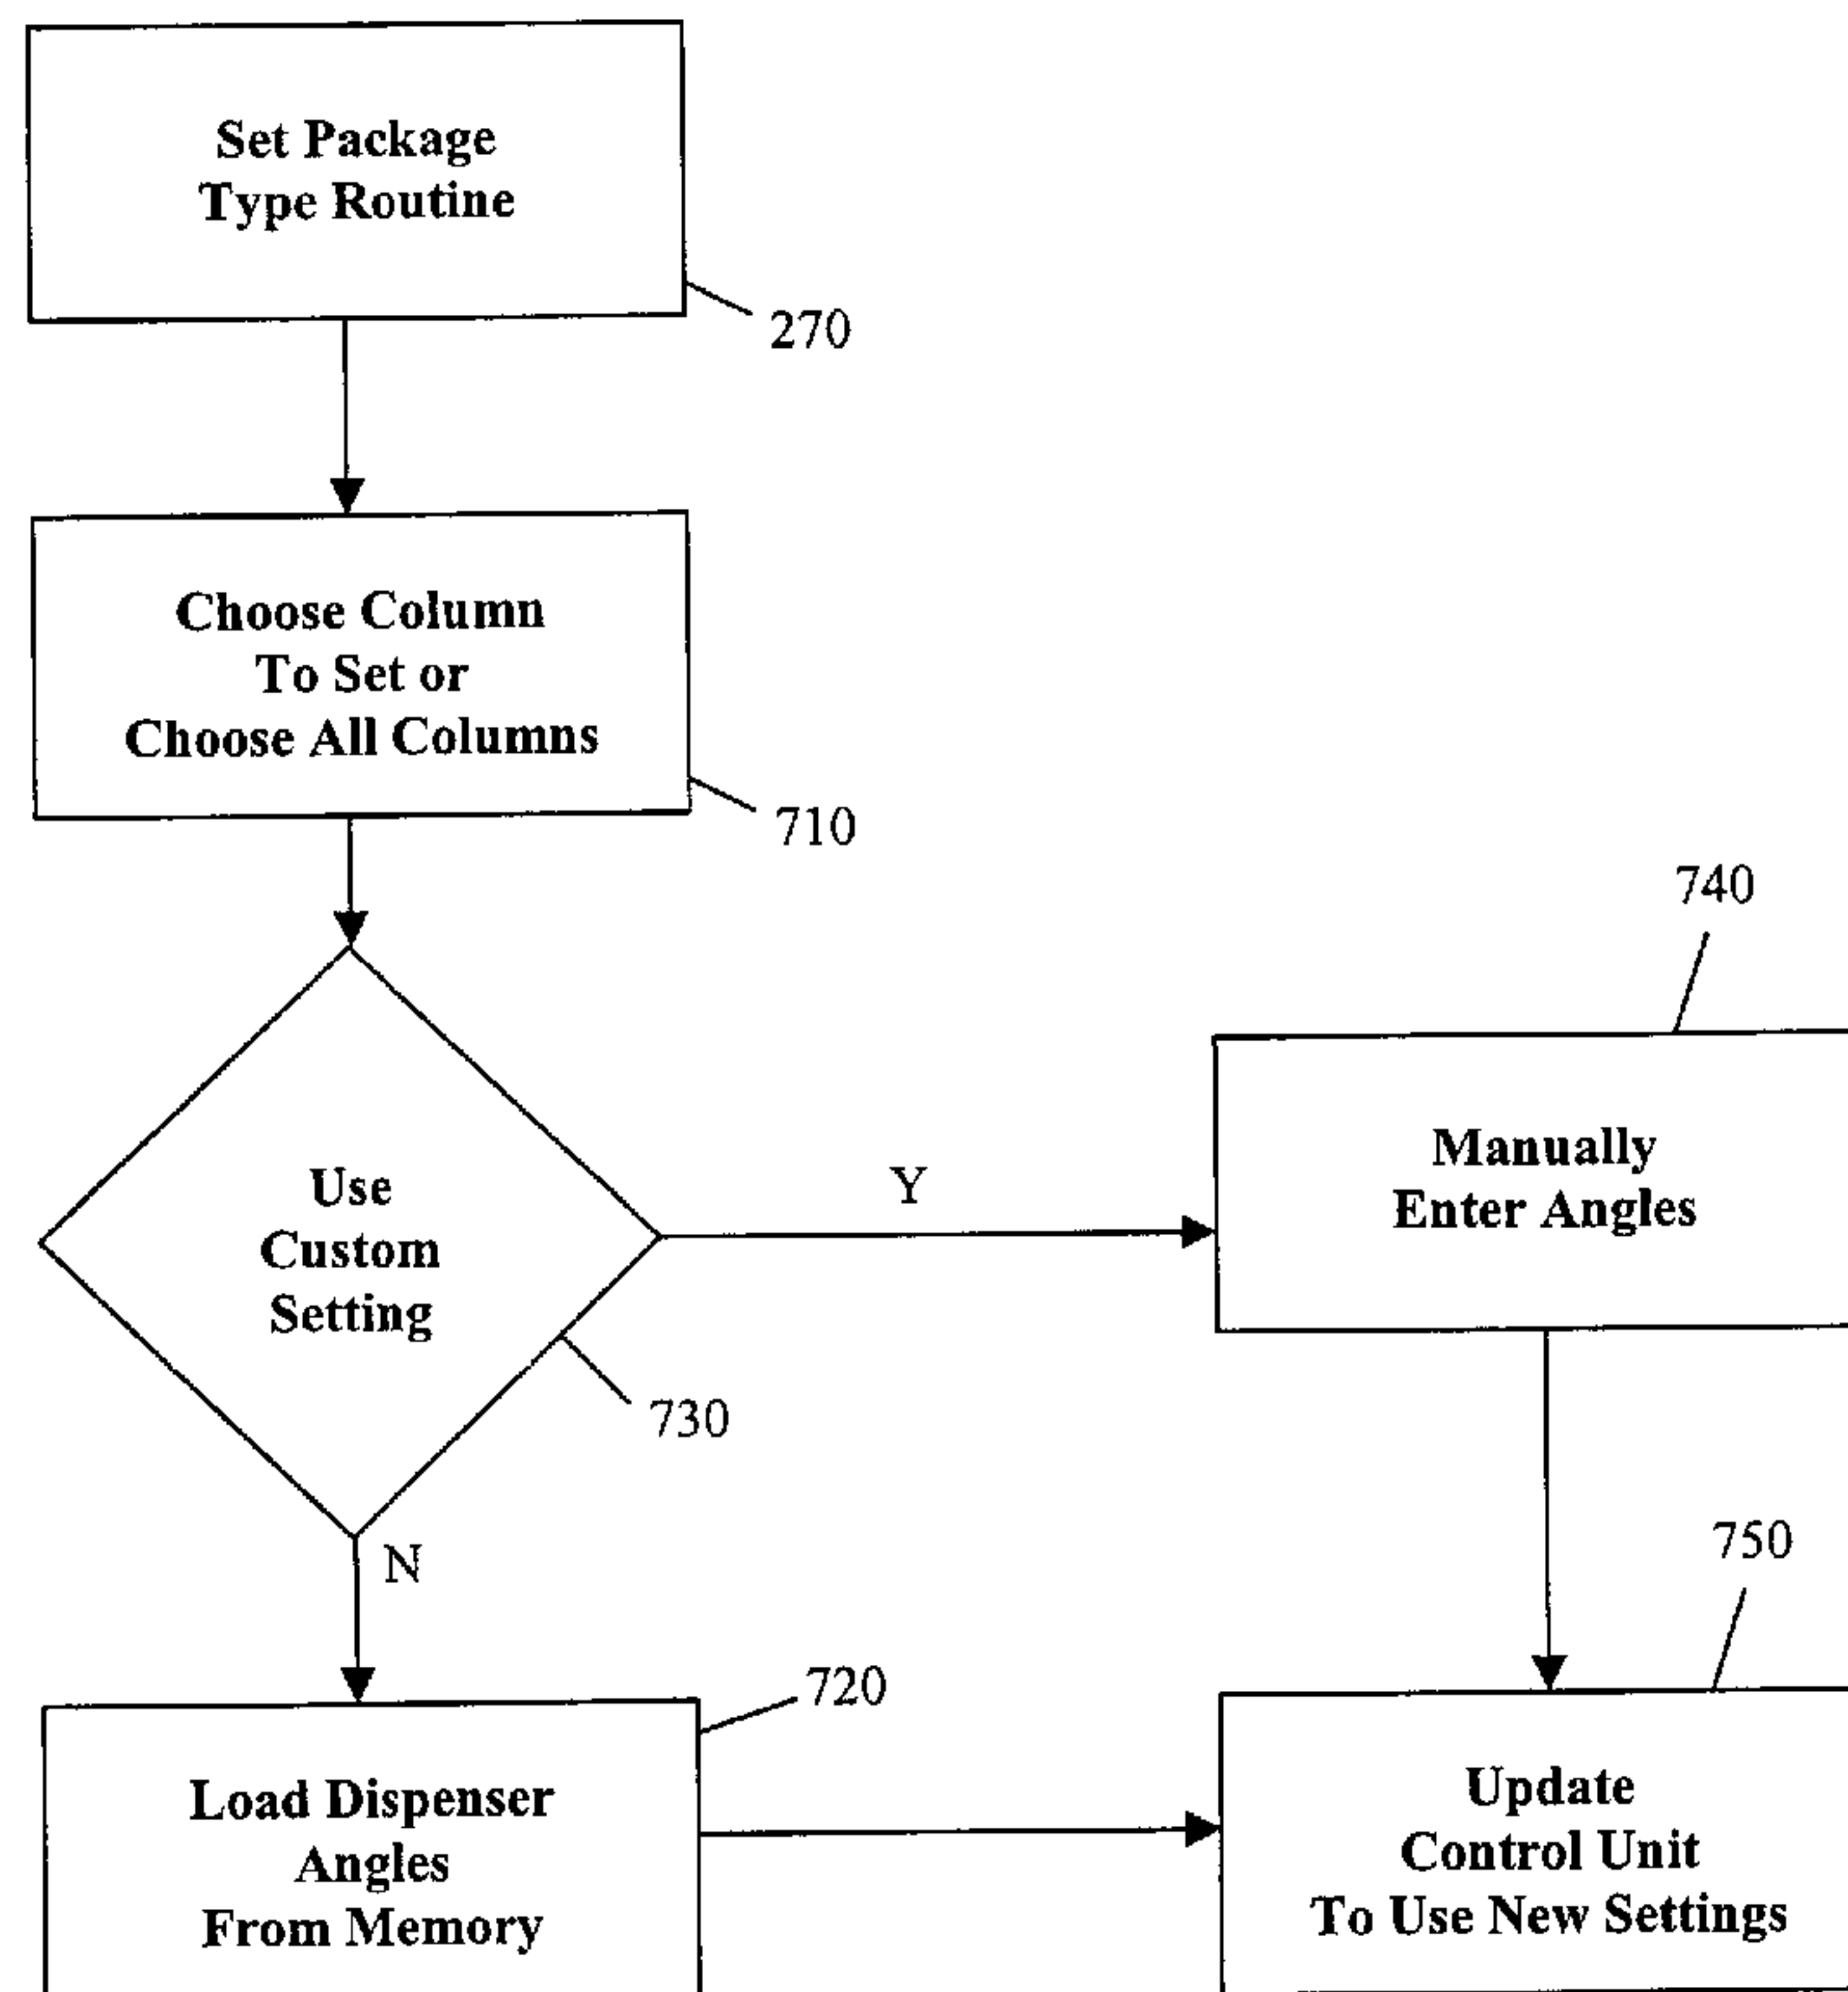 Set Package
Type Routine
270
Choose Column
To Set or
Choose All Columns
710
740
Manually
Enter Angles
Use
Custom
Setting
Y
730
N
750
720
Load Dispenser
Angles
From Memory
Update
Control Unit
To Use New Settings